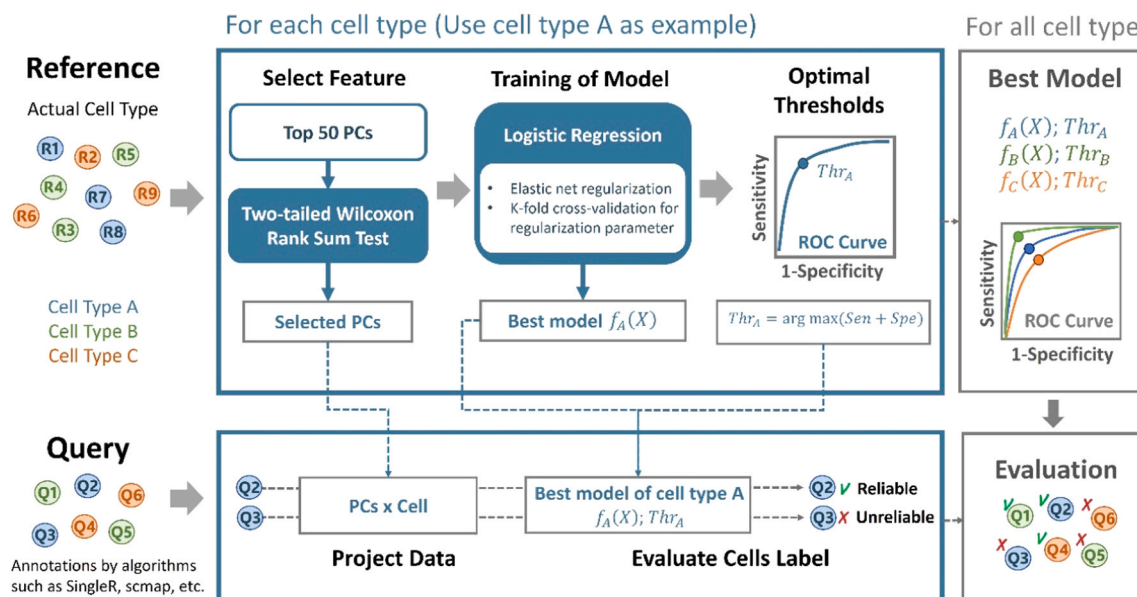 For each cell type (Use cell type A as example)
For all cell type
Reference
Actual Cell Type
R1
R2
R5
R4
R7
R9
R6
R3
R8
Cell Type A
Cell Type B
Cell Type C
Select Feature
Top 50 PCs
Two-tailed Wilcoxon
Rank Sum Test
Selected PCs
Training of Model
Logistic Regression
• Elastic net regularization
• K-fold cross-validation for
regularization parameter
Best model f_A(X)
Optimal
Thresholds
Sensitivity
Thr_A
ROC Curve
1-Specificity
Thr_A = arg max(Sen + Spe)
Best Model
f_A(X); Thr_A
f_B(X); Thr_B
f_C(X); Thr_C
Sensitivity
ROC Curve
1-Specificity
Query
Q1
Q2
Q6
Q3
Q4
Q5
Annotations by algorithms
such as SingleR, scmap, etc.
Q2
Q3
PCs x Cell
Project Data
Best model of cell type A
f_A(X); Thr_A
Evaluate Cells Label
Q2 ✓ Reliable
Q3 ✗ Unreliable
Evaluation
✓ Q1
✓ Q2
✗ Q6
✗ Q3
✓ Q4
✗ Q5